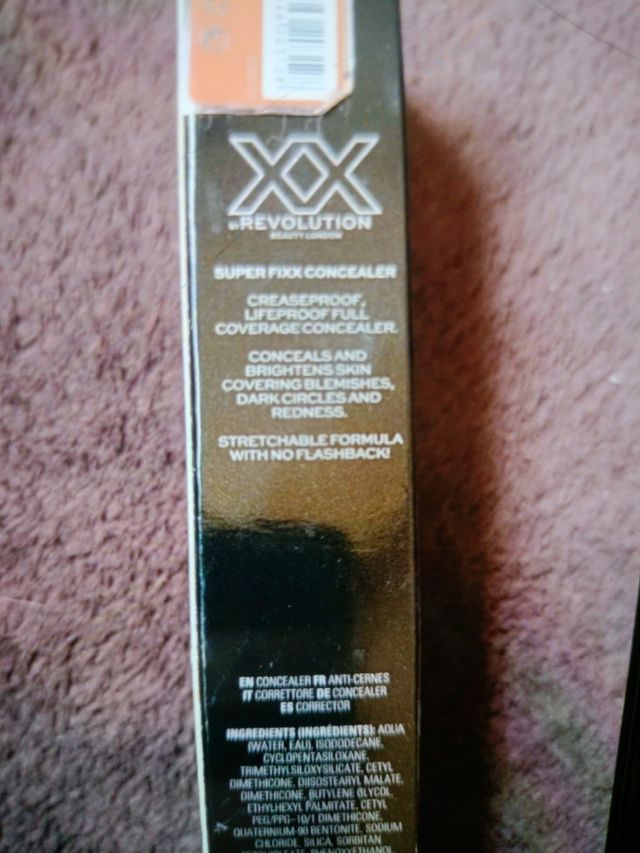 XX
BY REVOLUTION
BEAUTY LONDON
SUPER FIXX CONCEALER
CREASEPROOF,
LIFEPROOF FULL
COVERAGE CONCEALER.
CONCEALS AND
BRIGHTENS SKIN
COVERING BLEMISHES,
DARK CIRCLES AND
REDNESS.
STRETCHABLE FORMULA
WITH NO FLASHBACK!
EN CONCEALER FR ANTI-CERNES
IT CORRETTORE DE CONCEALER
ES CORRECTOR
INGREDIENTS (INGRÉDIENTS): AQUA
(WATER, EAU), ISODODECANE,
CYCLOPENTASILOXANE,
TRIMETHYLSILOXYSILICATE, CETYL
DIMETHICONE, DIISOSTEARYL MALATE,
DIMETHICONE, BUTYLENE GLYCOL,
ETHYLHEXYL PALMITATE, CETYL
PEG/PPG-10/1 DIMETHICONE,
QUATERNIUM-90 BENTONITE, SODIUM
CHLORIDE, SILICA, SORBITAN
PHENOXYETHANOL